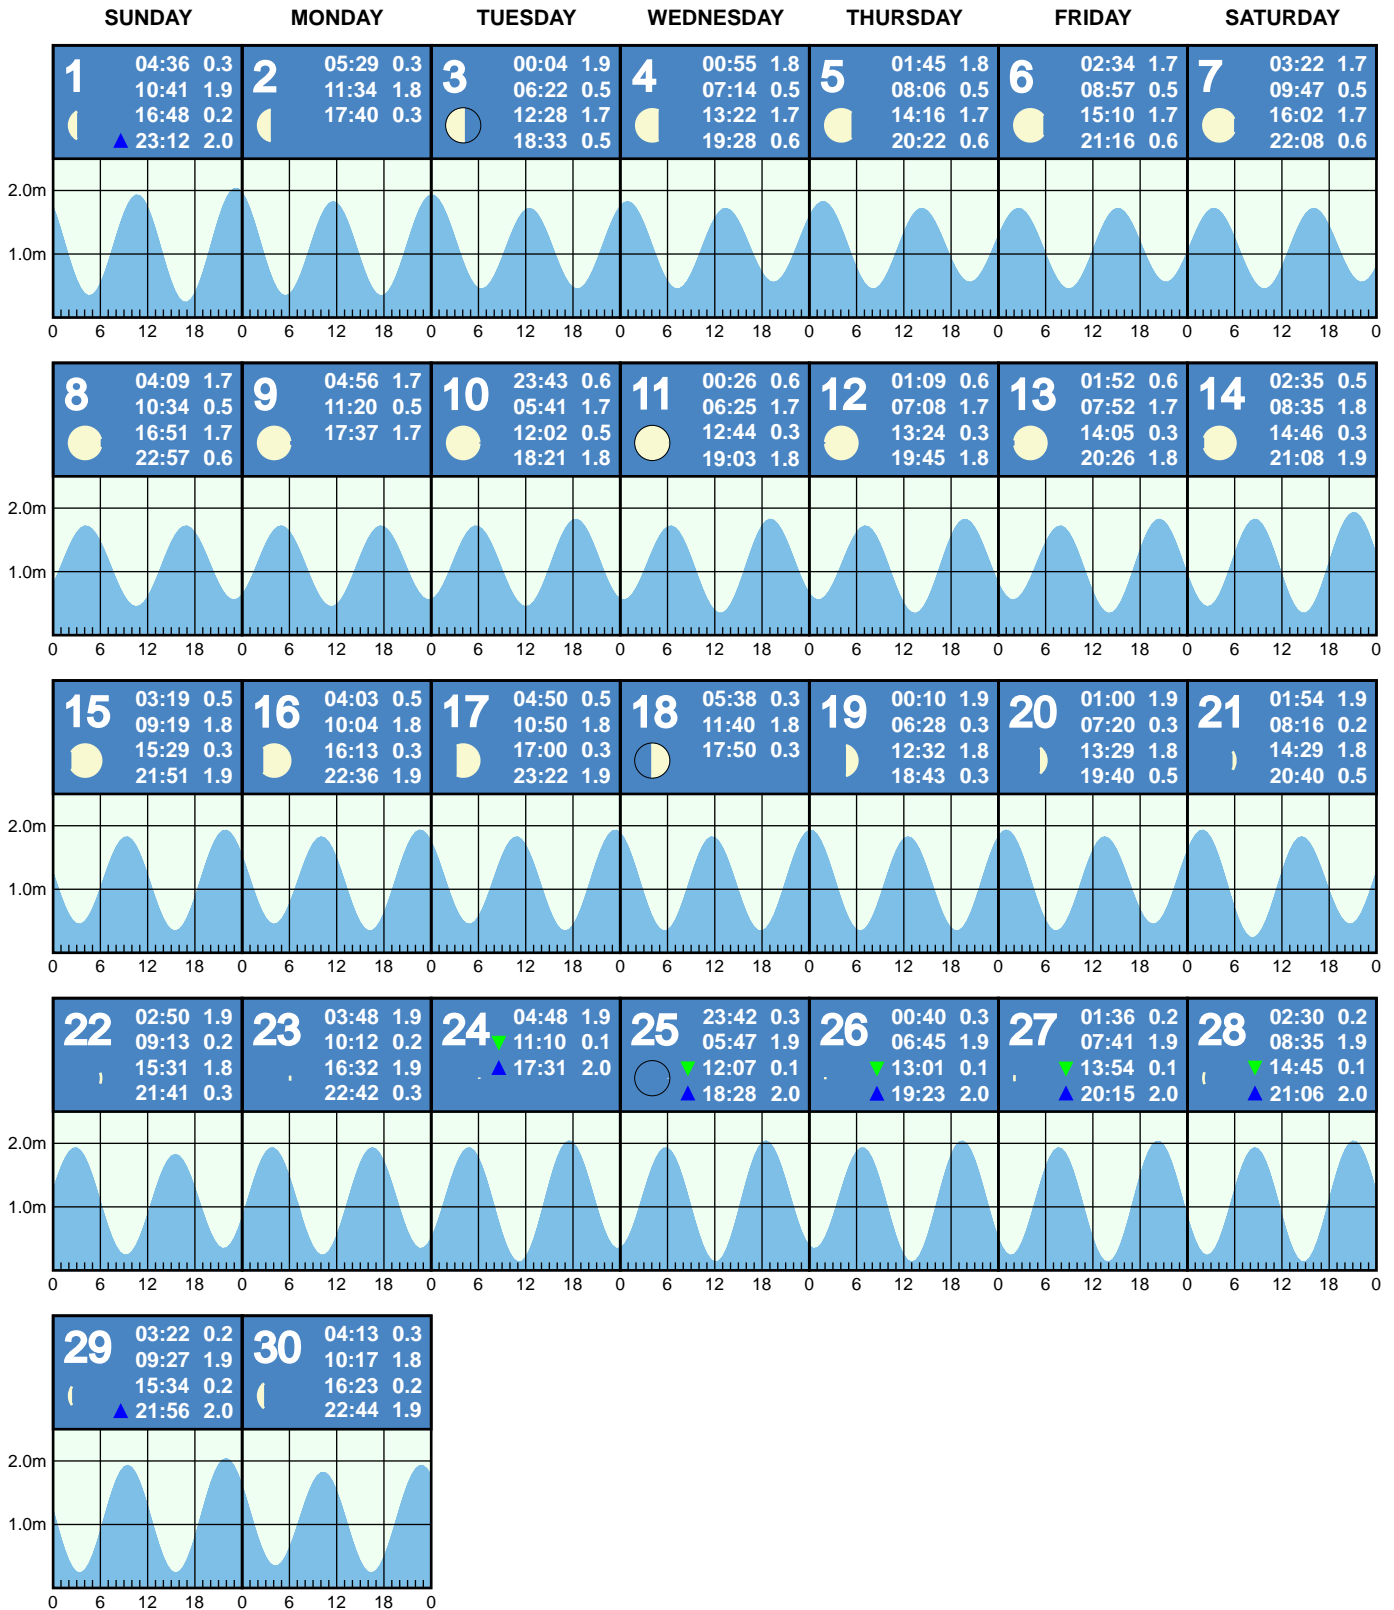 SUNDAY MONDAY TUESDAY WEDNESDAY THURSDAY FRIDAY SATURDAY
1 04:36 0.3
10:41 1.9
16:48 0.2
23:12 2.0
2 05:29 0.3
11:34 1.8
17:40 0.3
3 00:04 1.9
06:22 0.5
12:28 1.7
18:33 0.5
4 00:55 1.8
07:14 0.5
13:22 1.7
19:28 0.6
5 01:45 1.8
08:06 0.5
14:16 1.7
20:22 0.6
6 02:34 1.7
08:57 0.5
15:10 1.7
21:16 0.6
7 03:22 1.7
09:47 0.5
16:02 1.7
22:08 0.6
2.0m
1.0m
0 6 12 18 0 6 12 18 0 6 12 18 0 6 12 18 0 6 12 18 0 6 12 18 0 6 12 18 0
8 04:09 1.7
10:34 0.5
16:51 1.7
22:57 0.6
9 04:56 1.7
11:20 0.5
17:37 1.7
10 23:43 0.6
05:41 1.7
12:02 0.5
18:21 1.8
11 00:26 0.6
06:25 1.7
12:44 0.3
19:03 1.8
12 01:09 0.6
07:08 1.7
13:24 0.3
19:45 1.8
13 01:52 0.6
07:52 1.7
14:05 0.3
20:26 1.8
14 02:35 0.5
08:35 1.8
14:46 0.3
21:08 1.9
2.0m
1.0m
0 6 12 18 0 6 12 18 0 6 12 18 0 6 12 18 0 6 12 18 0 6 12 18 0 6 12 18 0
15 03:19 0.5
09:19 1.8
15:29 0.3
21:51 1.9
16 04:03 0.5
10:04 1.8
16:13 0.3
22:36 1.9
17 04:50 0.5
10:50 1.8
17:00 0.3
23:22 1.9
18 05:38 0.3
11:40 1.8
17:50 0.3
19 00:10 1.9
06:28 0.3
12:32 1.8
18:43 0.3
20 01:00 1.9
07:20 0.3
13:29 1.8
19:40 0.5
21 01:54 1.9
08:16 0.2
14:29 1.8
20:40 0.5
2.0m
1.0m
0 6 12 18 0 6 12 18 0 6 12 18 0 6 12 18 0 6 12 18 0 6 12 18 0 6 12 18 0
22 02:50 1.9
09:13 0.2
15:31 1.8
21:41 0.3
23 03:48 1.9
10:12 0.2
16:32 1.9
22:42 0.3
24 04:48 1.9
11:10 0.1
17:31 2.0
25 23:42 0.3
05:47 1.9
12:07 0.1
18:28 2.0
26 00:40 0.3
06:45 1.9
13:01 0.1
19:23 2.0
27 01:36 0.2
07:41 1.9
13:54 0.1
20:15 2.0
28 02:30 0.2
08:35 1.9
14:45 0.1
21:06 2.0
2.0m
1.0m
0 6 12 18 0 6 12 18 0 6 12 18 0 6 12 18 0 6 12 18 0 6 12 18 0 6 12 18 0
29 03:22 0.2
09:27 1.9
15:34 0.2
21:56 2.0
30 04:13 0.3
10:17 1.8
16:23 0.2
22:44 1.9
2.0m
1.0m
0 6 12 18 0 6 12 18 0